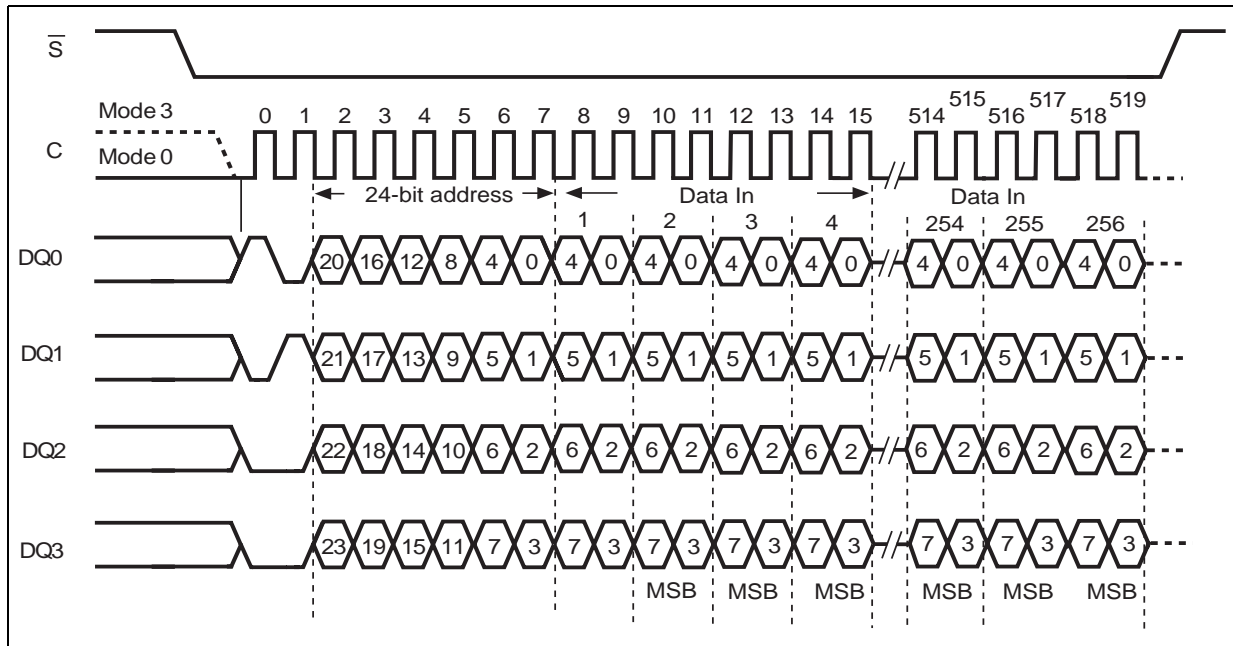 S
Mode 3
C
Mode 0
0 1 2 3 4 5 6 7 8 9 10 11 12 13 14 15 514 515 516 517 518 519
24-bit address Data In Data In
1 2 3 4 254 255 256
DQ0 20 16 12 8 4 0 4 0 4 0 4 0 4 0 4 0 4 0 4 0
DQ1 21 17 13 9 5 1 5 1 5 1 5 1 5 1 5 1 5 1 5 1
DQ2 22 18 14 10 6 2 6 2 6 2 6 2 6 2 6 2 6 2 6 2
DQ3 23 19 15 11 7 3 7 3 7 3 7 3 7 3 7 3 7 3 7 3
MSB MSB MSB MSB MSB MSB